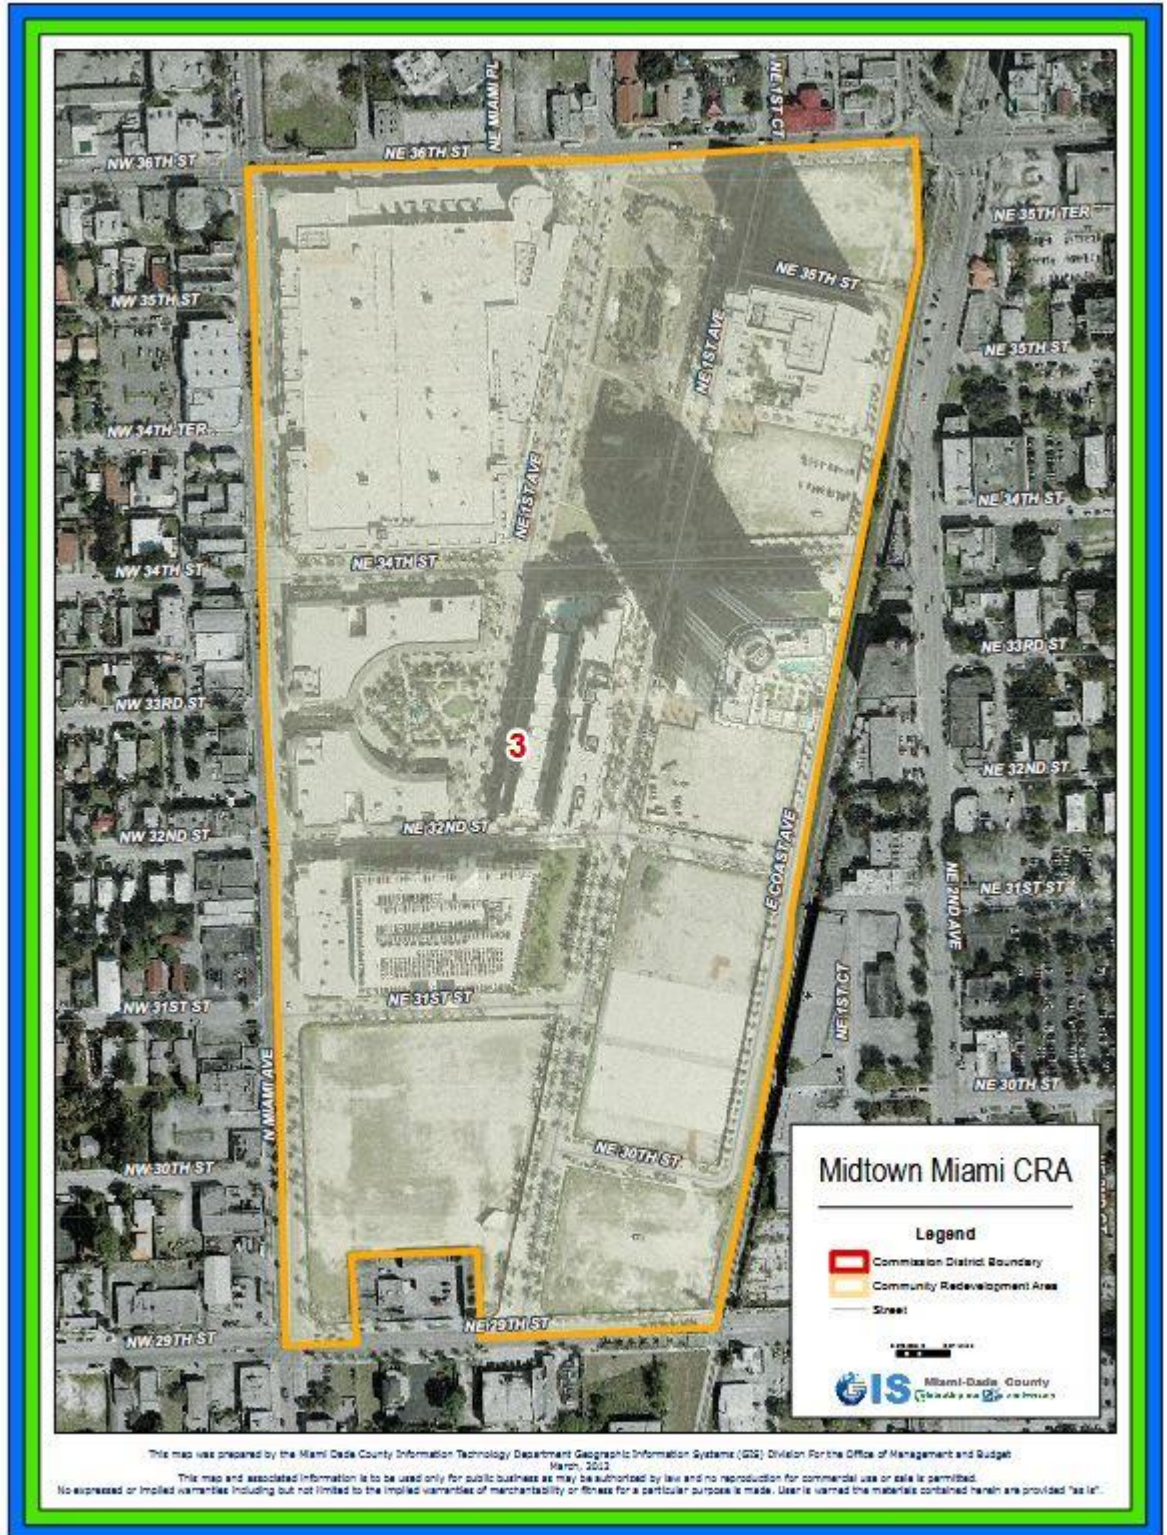 NE MIAMI PL
NE 1ST CT
NW 36TH ST
NE 36TH ST
NE 35TH TER
NE 35TH ST
NW 35TH ST
NE 1ST AVE
NE 35TH ST
NW 34TH TER
NE 1ST AVE
NE 34TH ST
NW 34TH ST
NE 34TH ST
NE 33RD ST
NW 33RD ST
3
NE 32ND ST
NW 32ND ST
NE 32ND ST
E COAST AVE
NE 2ND AVE
NE 31ST ST
NW 31ST ST
NE 31ST ST
NE 1ST CT
N MIAMI AVE
NE 30TH ST
NW 30TH ST
NE 30TH ST
NW 29TH ST
NE 29TH ST
Midtown Miami CRA
Legend
Commission District Boundary
Community Redevelopment Area
Street
GIS Miami-Dade County
This map was prepared by the Miami Dade County Information Technology Department Geographic Information Systems (GIS) Division For the Office of Management and Budget
March, 2012
This map and associated information is to be used only for public business as may be authorized by law and no reproduction for commercial use or sale is permitted.
No expressed or implied warranties including but not limited to the implied warranties of merchantability or fitness for a particular purpose is made. User is warned the materials contained herein are provided "as is".